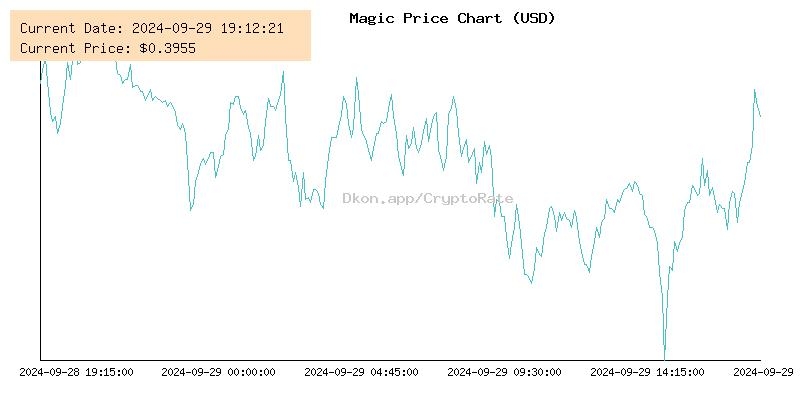 Magic Price Chart (USD)
Current Date: 2024-09-29 19:12:21
Current Price: $0.3955
Dkon.app/CryptoRate
2024-09-28 19:15:00 2024-09-29 00:00:00 2024-09-29 04:45:00 2024-09-29 09:30:00 2024-09-29 14:15:00 2024-09-29